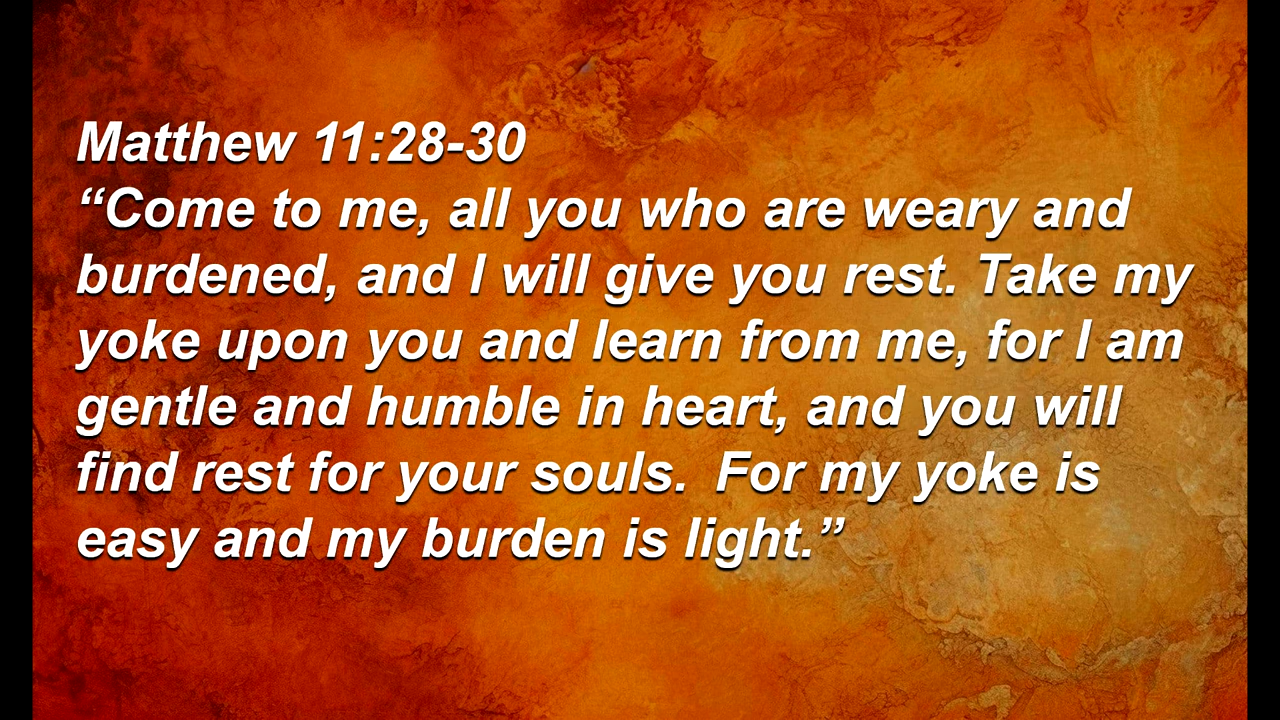 Matthew 11:28-30
“Come to me, all you who are weary and
burdened, and I will give you rest. Take my
yoke upon you and learn from me, for I am
gentle and humble in heart, and you will
find rest for your souls.  For my yoke is
easy and my burden is light.”